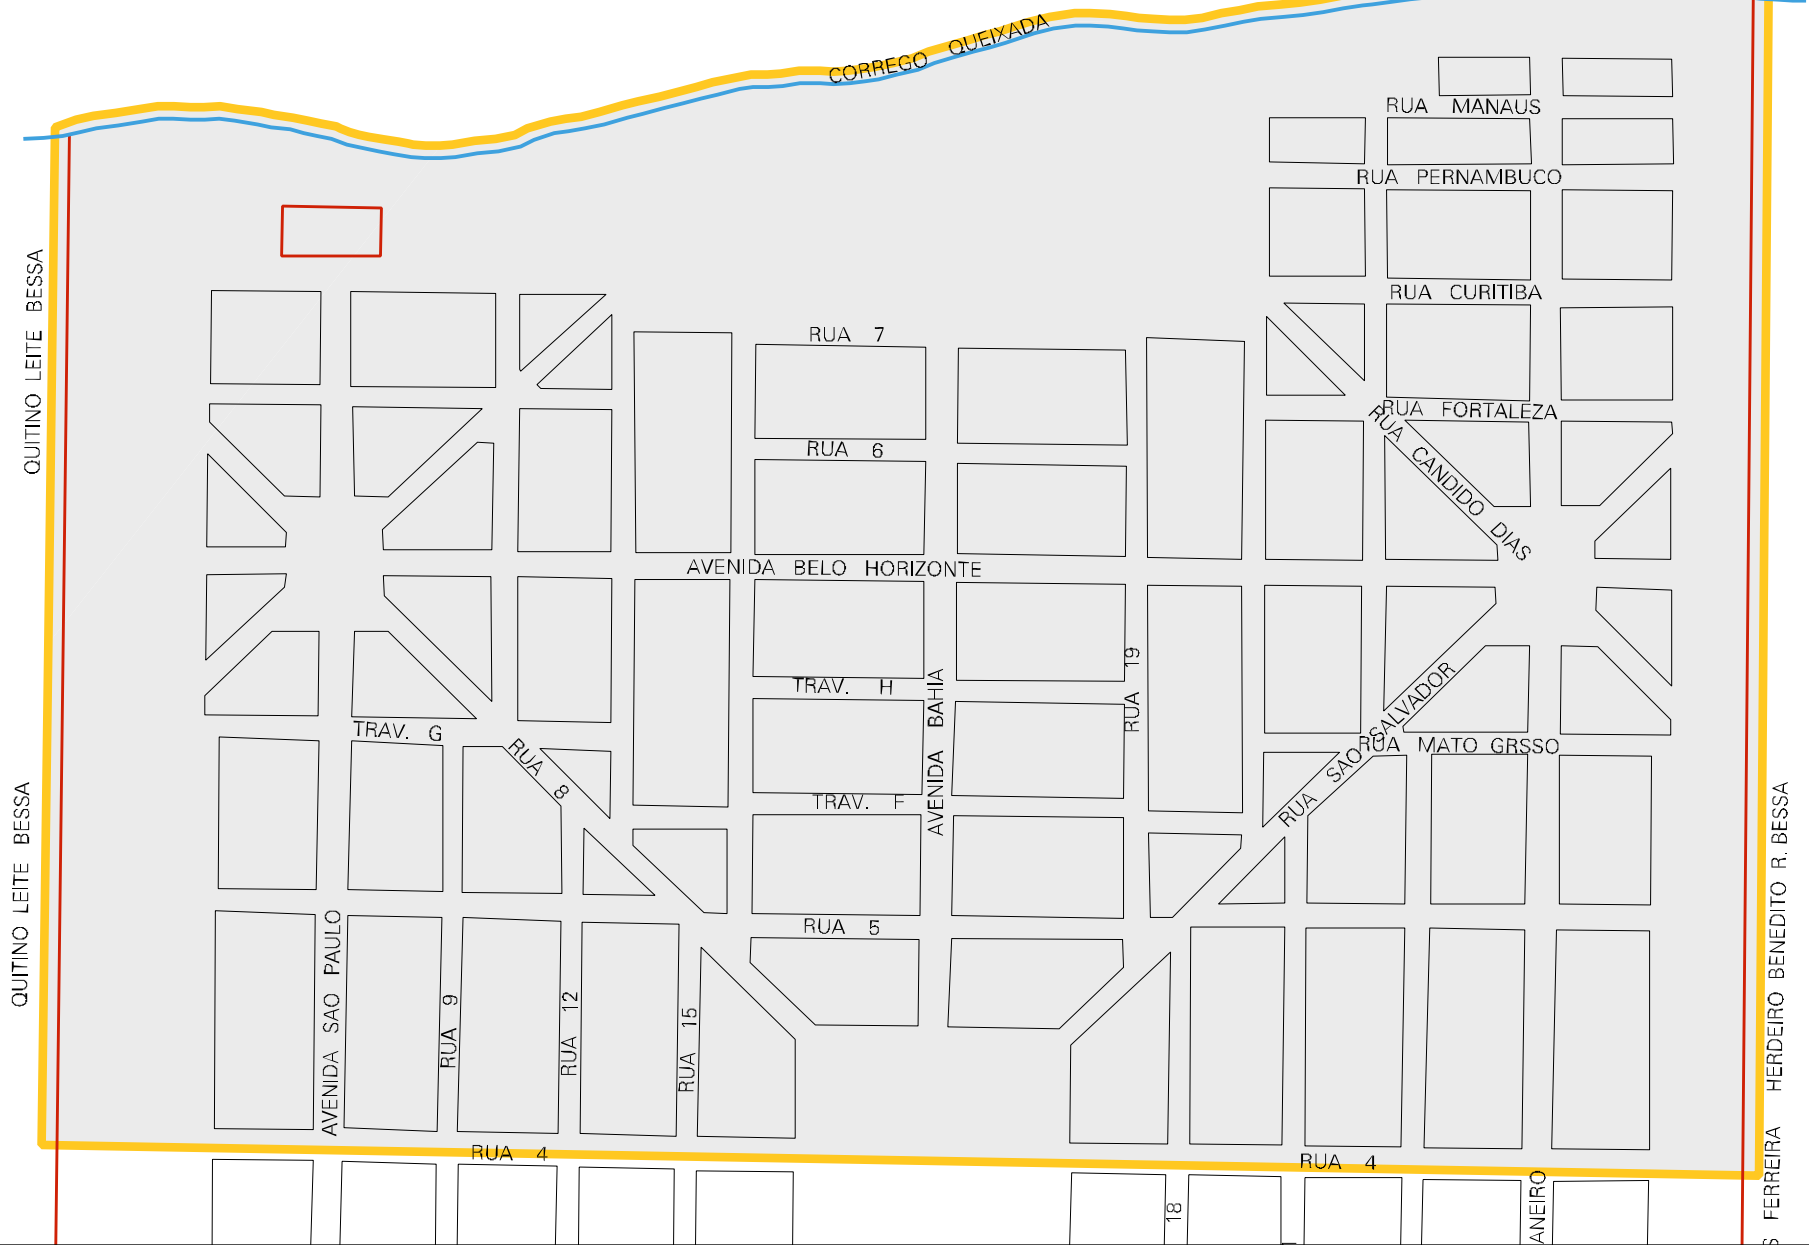 CORREGO QUEIXADA
RUA MANAUS
RUA PERNAMBUCO
QUITINO LEITE BESSA
RUA CURITIBA
RUA 7
RUA FORTALEZA
RUA CANDIDO DIAS
RUA 6
AVENIDA BELO HORIZONTE
RUA 19
TRAV. H
AVENIDA BAHIA
RUA SAO SALVADOR
TRAV. G
RUA MATO GRSSO
RUA 8
TRAV. F
QUITINO LEITE BESSA
HERDEIRO BENEDITO R. BESSA
RUA 5
AVENIDA SAO PAULO
RUA 9
RUA 12
RUA 15
RUA 4
RUA 4
FERREIRA
18
ANEIRO